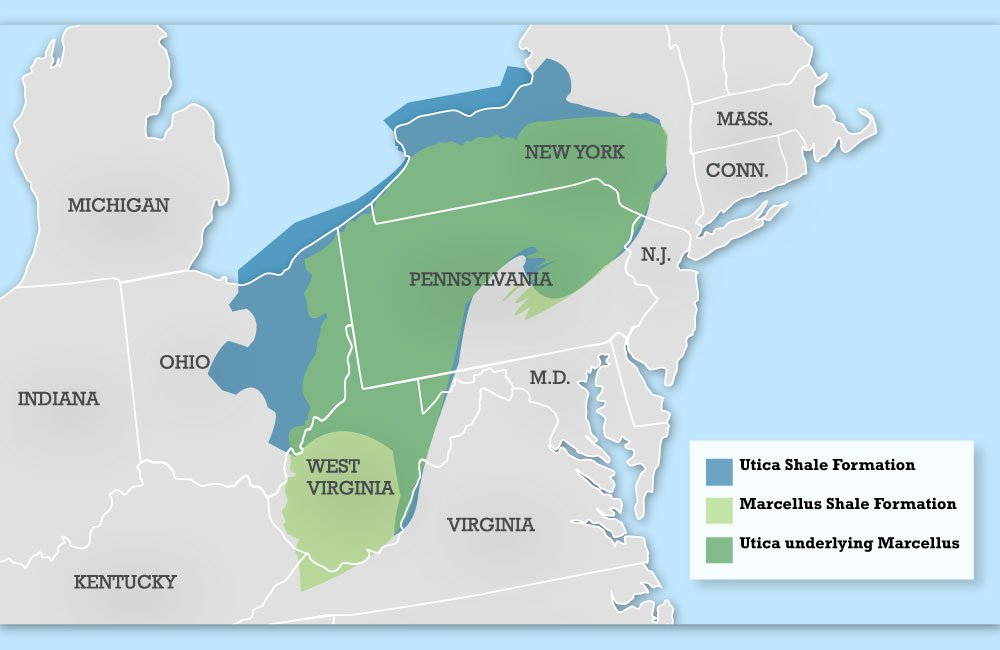 MASS.
NEW YORK
CONN.
MICHIGAN
N.J.
PENNSYLVANIA
OHIO
M.D.
INDIANA
WEST
VIRGINIA
VIRGINIA
KENTUCKY
Utica Shale Formation
Marcellus Shale Formation
Utica underlying Marcellus